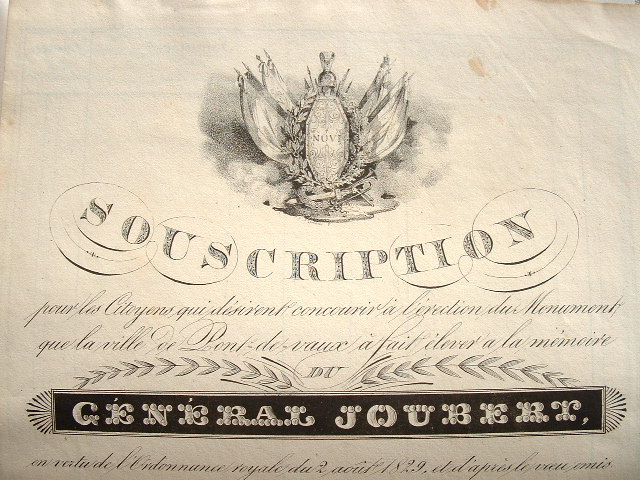 NOVI
SOUSCRIPTION
pour les Citoyens qui désirent concourir à l'érection du Monument
que la ville de Pont-de-vaux à fait élever a la mémoire
DU
GÉNÉRAL JOUBERT,
en vertu de l'Ordonnance royale du 2 août 1829, et d'après le vœu émis